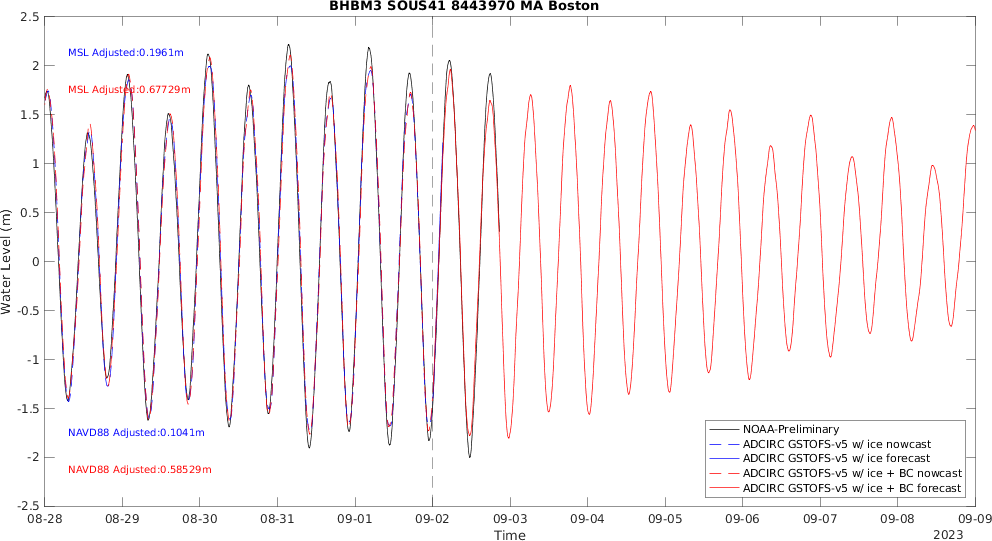 BHBM3 SOUS41 8443970 MA Boston
2.5
2
1.5
1
0.5
0
-0.5
-1
-1.5
-2
-2.5
Water Level (m)
MSL Adjusted:0.1961m
MSL Adjusted:0.67729m
NAVD88 Adjusted:0.1041m
NAVD88 Adjusted:0.58529m
NOAA-Preliminary
ADCIRC GSTOFS-v5 w/ ice nowcast
ADCIRC GSTOFS-v5 w/ ice forecast
ADCIRC GSTOFS-v5 w/ ice + BC nowcast
ADCIRC GSTOFS-v5 w/ ice + BC forecast
08-28 08-29 08-30 08-31 09-01 09-02 09-03 09-04 09-05 09-06 09-07 09-08 09-09
Time
2023